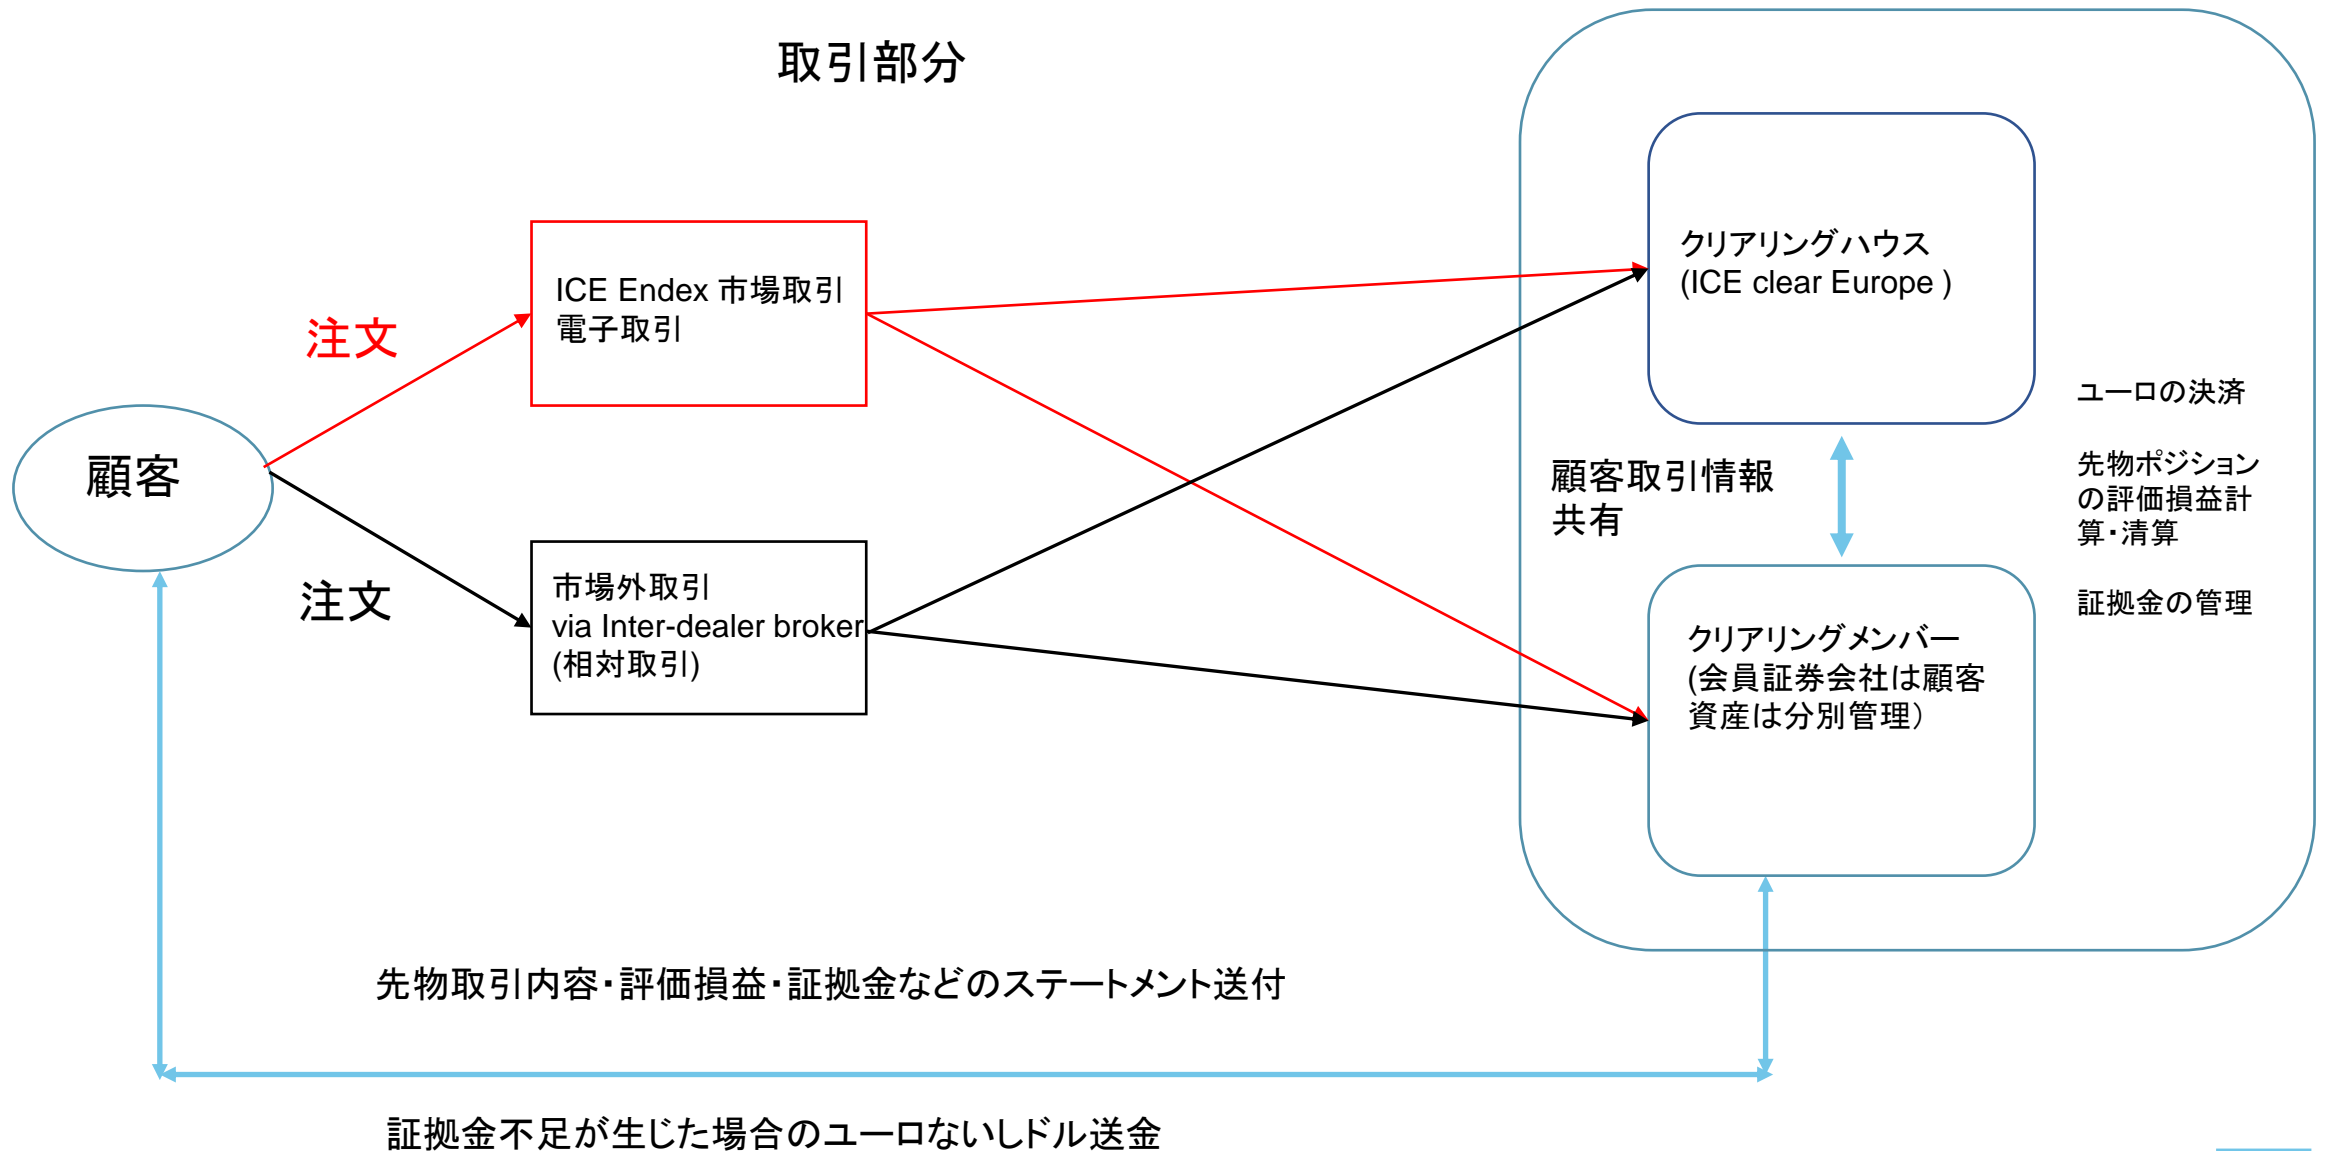 取引部分
クリアリングハウス
(ICE clear Europe )
ICE Endex 市場取引
電子取引
注文
ユーロの決済
顧客
顧客取引情報
共有
先物ポジション
の評価損益計
算・清算
注文
市場外取引
via Inter-dealer broker
(相対取引)
証拠金の管理
クリアリングメンバー
(会員証券会社は顧客
資産は分別管理）
先物取引内容・評価損益・証拠金などのステートメント送付
証拠金不足が生じた場合のユーロないしドル送金